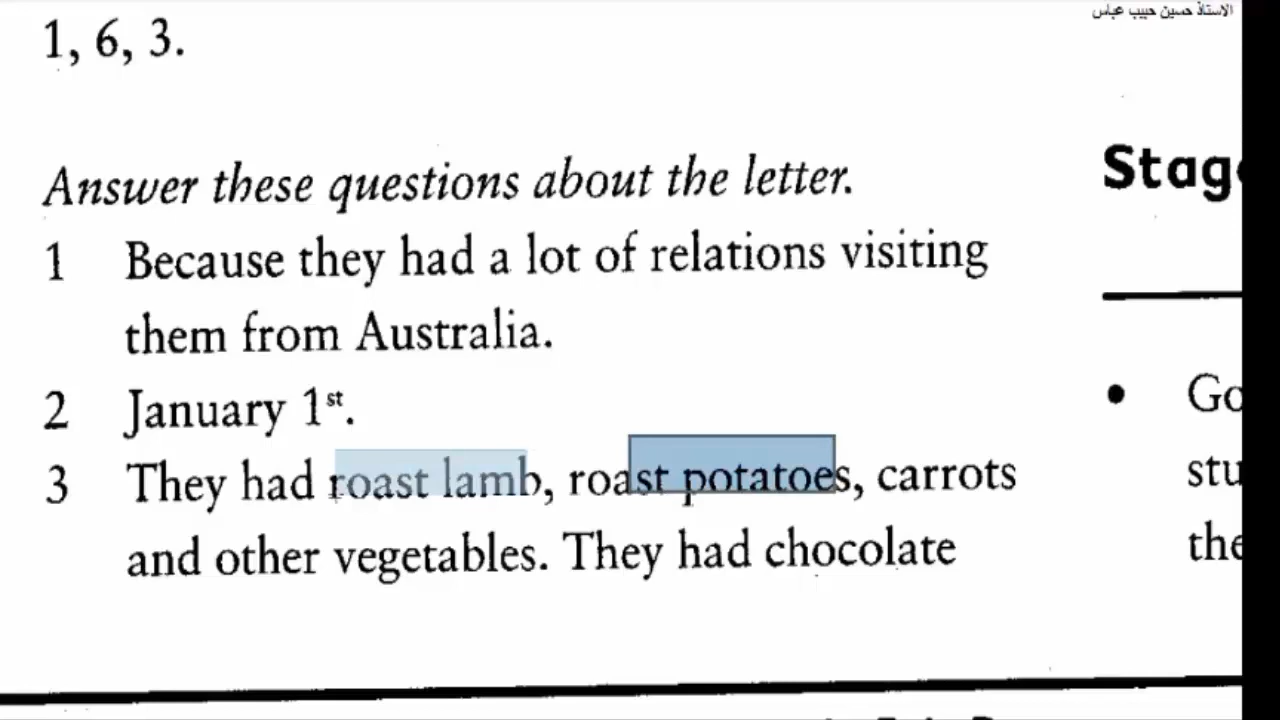 الاستاذ حسين حبيب عباس
1, 6, 3.
Answer these questions about the letter.
1 Because they had a lot of relations visiting
them from Australia.
2 January 1st.
3 They had roast lamb, roast potatoes, carrots
and other vegetables. They had chocolate
Stage
• Go
stu
the